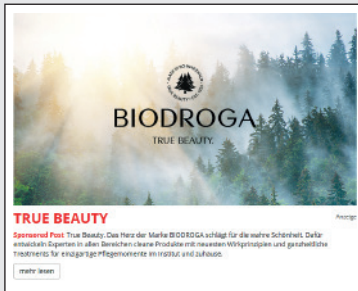 BIODROGA
TRUE BEAUTY.
TRUE BEAUTY
Anzeige
Sponsored Post True Beauty. Das Herz der Marke BIODROGA schlägt für die wahre Schönheit. Dafür
entwickeln Experten in allen Bereichen cleane Produkte mit neuesten Wirkprinzipien und ganzheitliche
Treatments für einzigartige Pflegemomente im Institut und zuhause.
mehr lesen